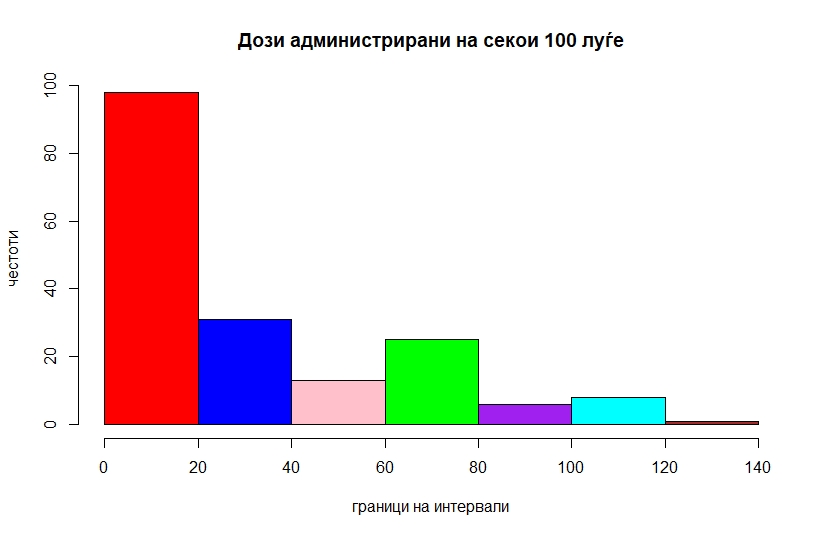 Дози администрирани на секои 100 луѓе
100
80
60
40
20
0
честоти
0 20 40 60 80 100 120 140
граници на интервали